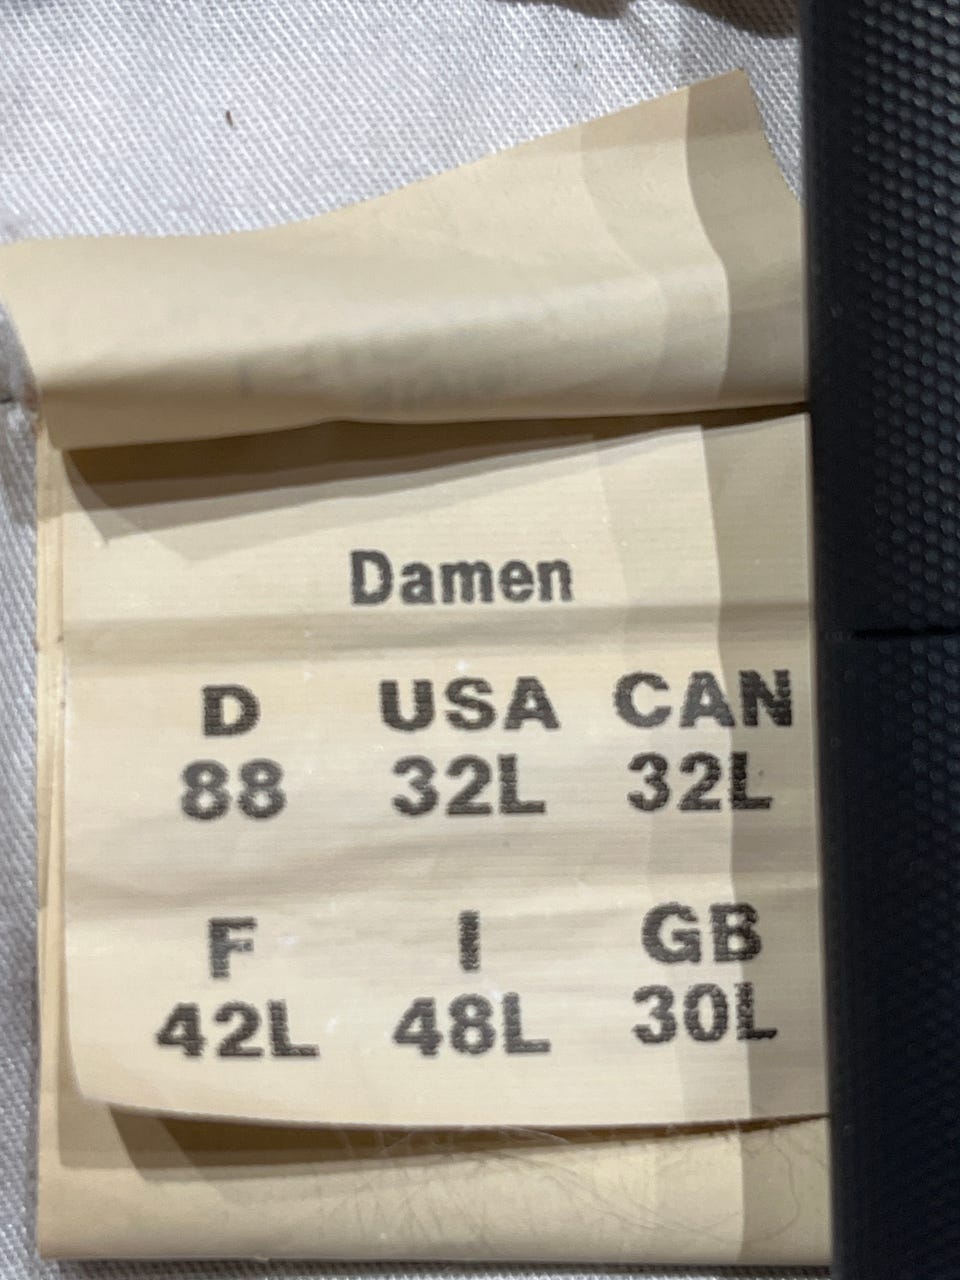 Damen
D USA CAN
88 32L 32L
F I GB
42L 48L 30L